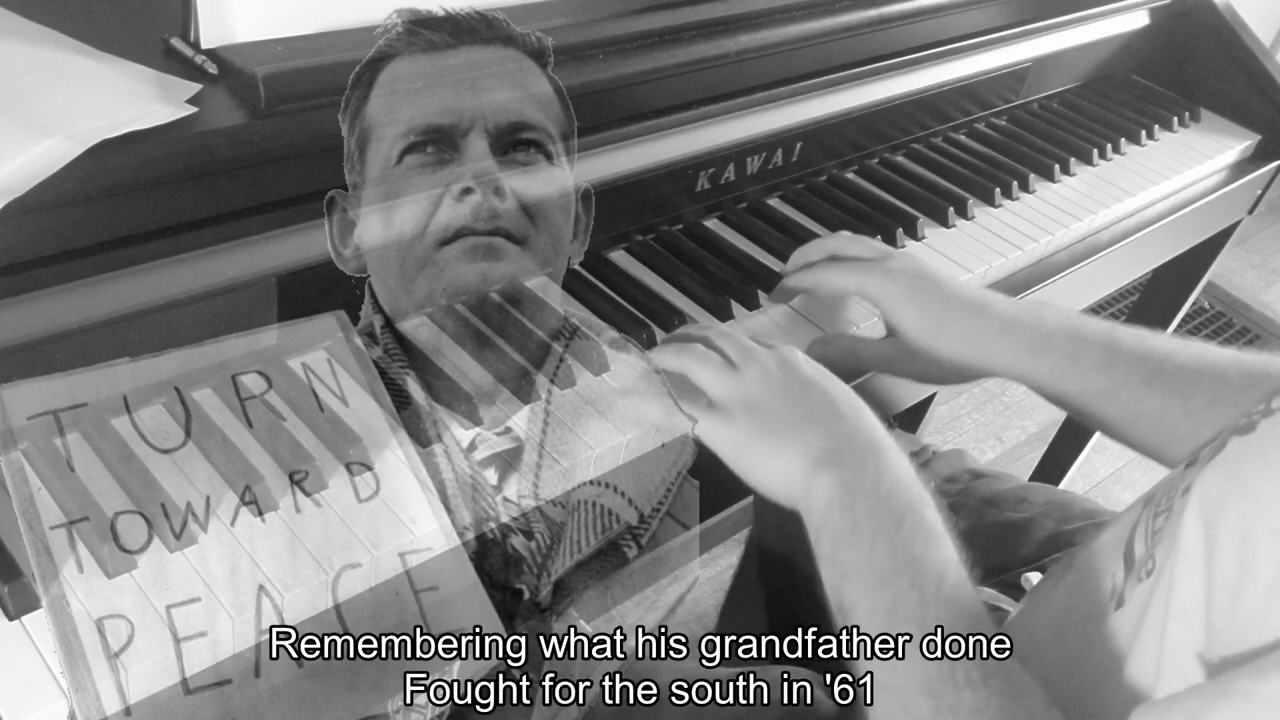 KAWAI
TURN
TOWARD
PEACE
Remembering what his grandfather done
Fought for the south in '61